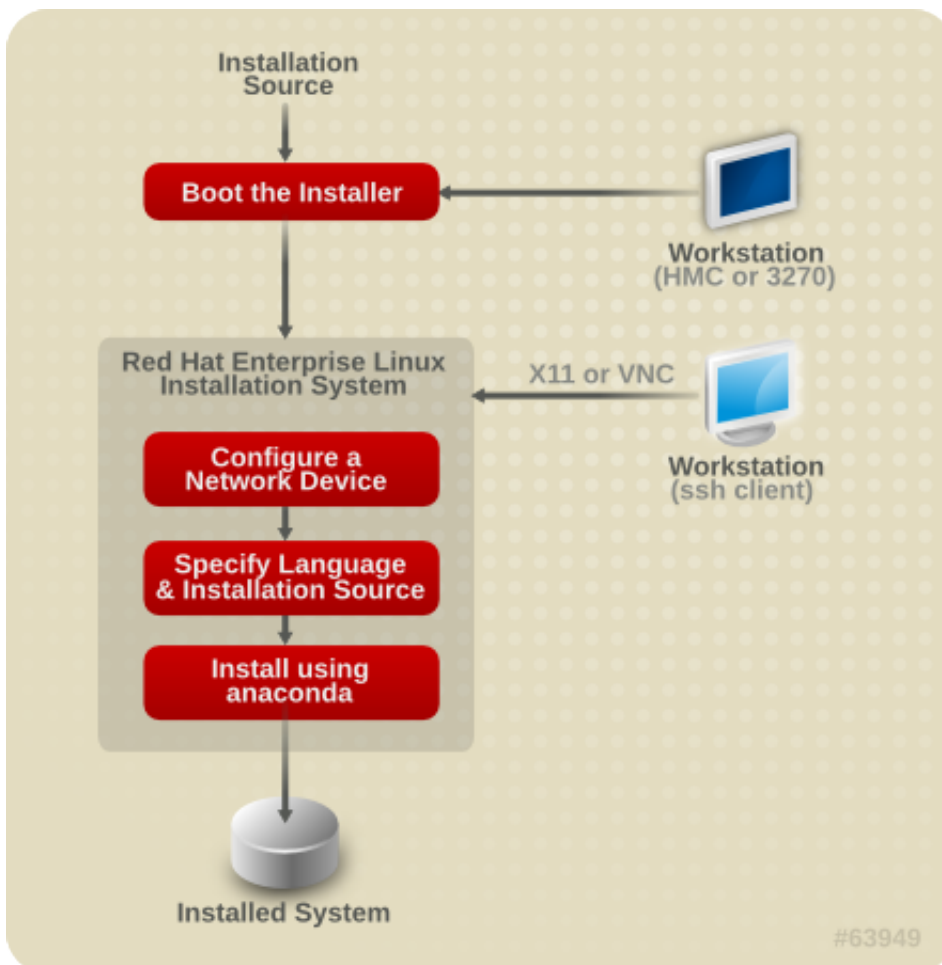 Installation
Source
Boot the Installer
Workstation
(HMC or 3270)
Red Hat Enterprise Linux
Installation System
X11 or VNC
Workstation
(ssh client)
Configure a
Network Device
Specify Language
& Installation Source
Install using
anaconda
Installed System
#63949